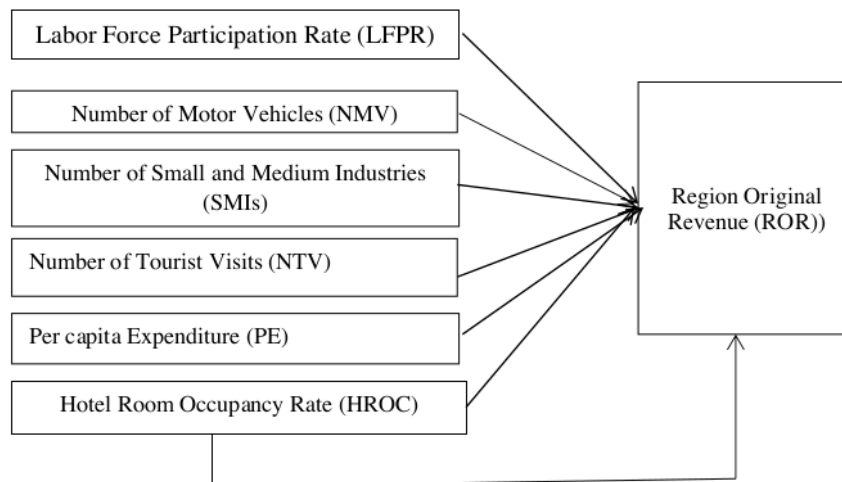 Labor Force Participation Rate (LFPR)
Number of Motor Vehicles (NMV)
Number of Small and Medium Industries
(SMIs)
Number of Tourist Visits (NTV)
Per capita Expenditure (PE)
Hotel Room Occupancy Rate (HROC)
Region Original
Revenue (ROR))